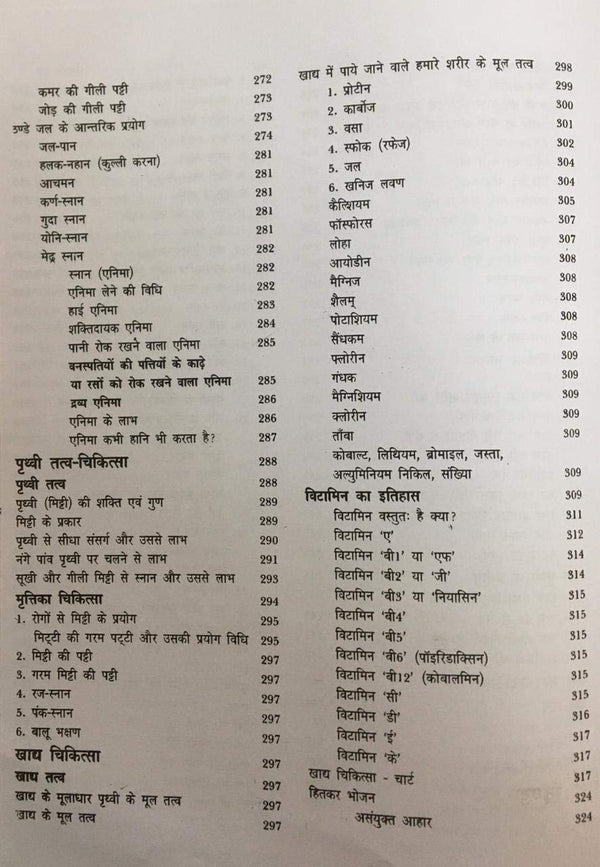 कमर की गीली पट्टी 272
जोड़ की गीली पट्टी 273
ठण्डे जल के आन्तरिक प्रयोग 273
जल-पान 274
हलक-नहान (कुल्ली करना) 281
आचमन 281
कर्ण-स्नान 281
गुदा स्नान 281
योनि-स्नान 281
मेढ्र स्नान 282
स्नान (एनिमा) 282
एनिमा लेने की विधि 282
हाई एनिमा 283
शक्तिदायक एनिमा 284
पानी रोक रखने वाला एनिमा 285
वनस्पतियों की पत्तियों के काढ़े
या रसों को रोक रखने वाला एनिमा 285
द्रव्य एनिमा 286
एनिमा के लाभ 286
एनिमा कभी हानि भी करता है? 287
पृथ्वी तत्व-चिकित्सा 288
पृथ्वी तत्व 288
पृथ्वी (मिट्टी) की शक्ति एवं गुण 289
मिट्टी के प्रकार 289
पृथ्वी से सीधा संसर्ग और उससे लाभ 290
नंगे पांव पृथ्वी पर चलने से लाभ 291
सूखी और गीली मिट्टी से स्नान और उससे लाभ 293
मृत्तिका चिकित्सा 294
1. रोगों से मिट्टी के प्रयोग 295
मिट्टी की गरम पट्टी और उसकी प्रयोग विधि 295
2. मिट्टी की पट्टी 297
3. गरम मिट्टी की पट्टी 297
4. रज-स्नान 297
5. पंक-स्नान 297
6. बालू भक्षण 297
खाद्य चिकित्सा 297
खाद्य तत्व 297
खाद्य के मूलाधार पृथ्वी के मूल तत्व 297
खाद्य के मूल तत्व 297
खाद्य में पाये जाने वाले हमारे शरीर के मूल तत्व 298
1. प्रोटीन 299
2. कार्बोज 300
3. वसा 301
4. स्फोक (रफेज) 302
5. जल 304
6. खनिज लवण 304
कैल्शियम 305
फॉस्फोरस 307
लोहा 307
आयोडीन 308
मैग्निज 308
शैलम् 308
पोटाशियम 308
सैंधकम 308
फ्लोरीन 309
गंधक 309
मैग्निशियम 309
क्लोरीन 309
ताँबा 309
कोबाल्ट, लिथियम, ब्रोमाइल, जस्ता,
अल्युमिनियम निकिल, संख्रिया 309
विटामिन का इतिहास 309
विटामिन वस्तुतः है क्या? 311
विटामिन 'ए' 312
विटामिन 'बी1' या 'एफ' 314
विटामिन 'बी2' या 'जी' 314
विटामिन 'बी3' या 'नियासिन' 315
विटामिन 'बी4' 315
विटामिन 'बी5' 315
विटामिन 'बी6' (पॉइरिडाक्सिन) 315
विटामिन 'बी12' (कोबालमिन) 315
विटामिन 'सी' 315
विटामिन 'डी' 316
विटामिन 'ई' 317
विटामिन 'के' 317
खाद्य चिकित्सा - चार्ट 317
हितकर भोजन 324
असंयुक्त आहार 324